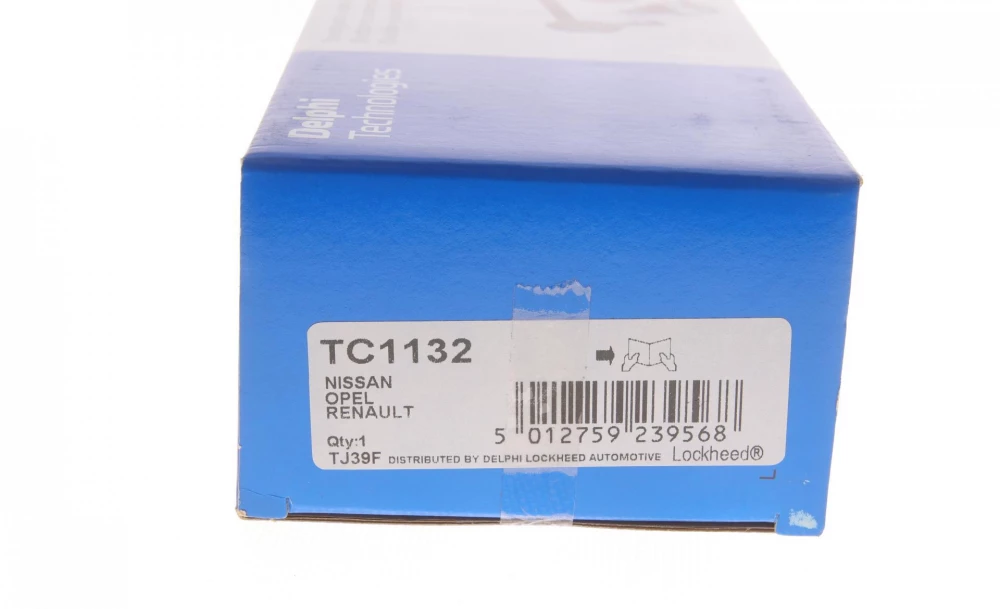 Delphi
Technologies
TC1132
NISSAN
OPEL
RENAULT
Qty:1
5 012759 239568
TJ39F DISTRIBUTED BY DELPHI LOCKHEED AUTOMOTIVE Lockheed®